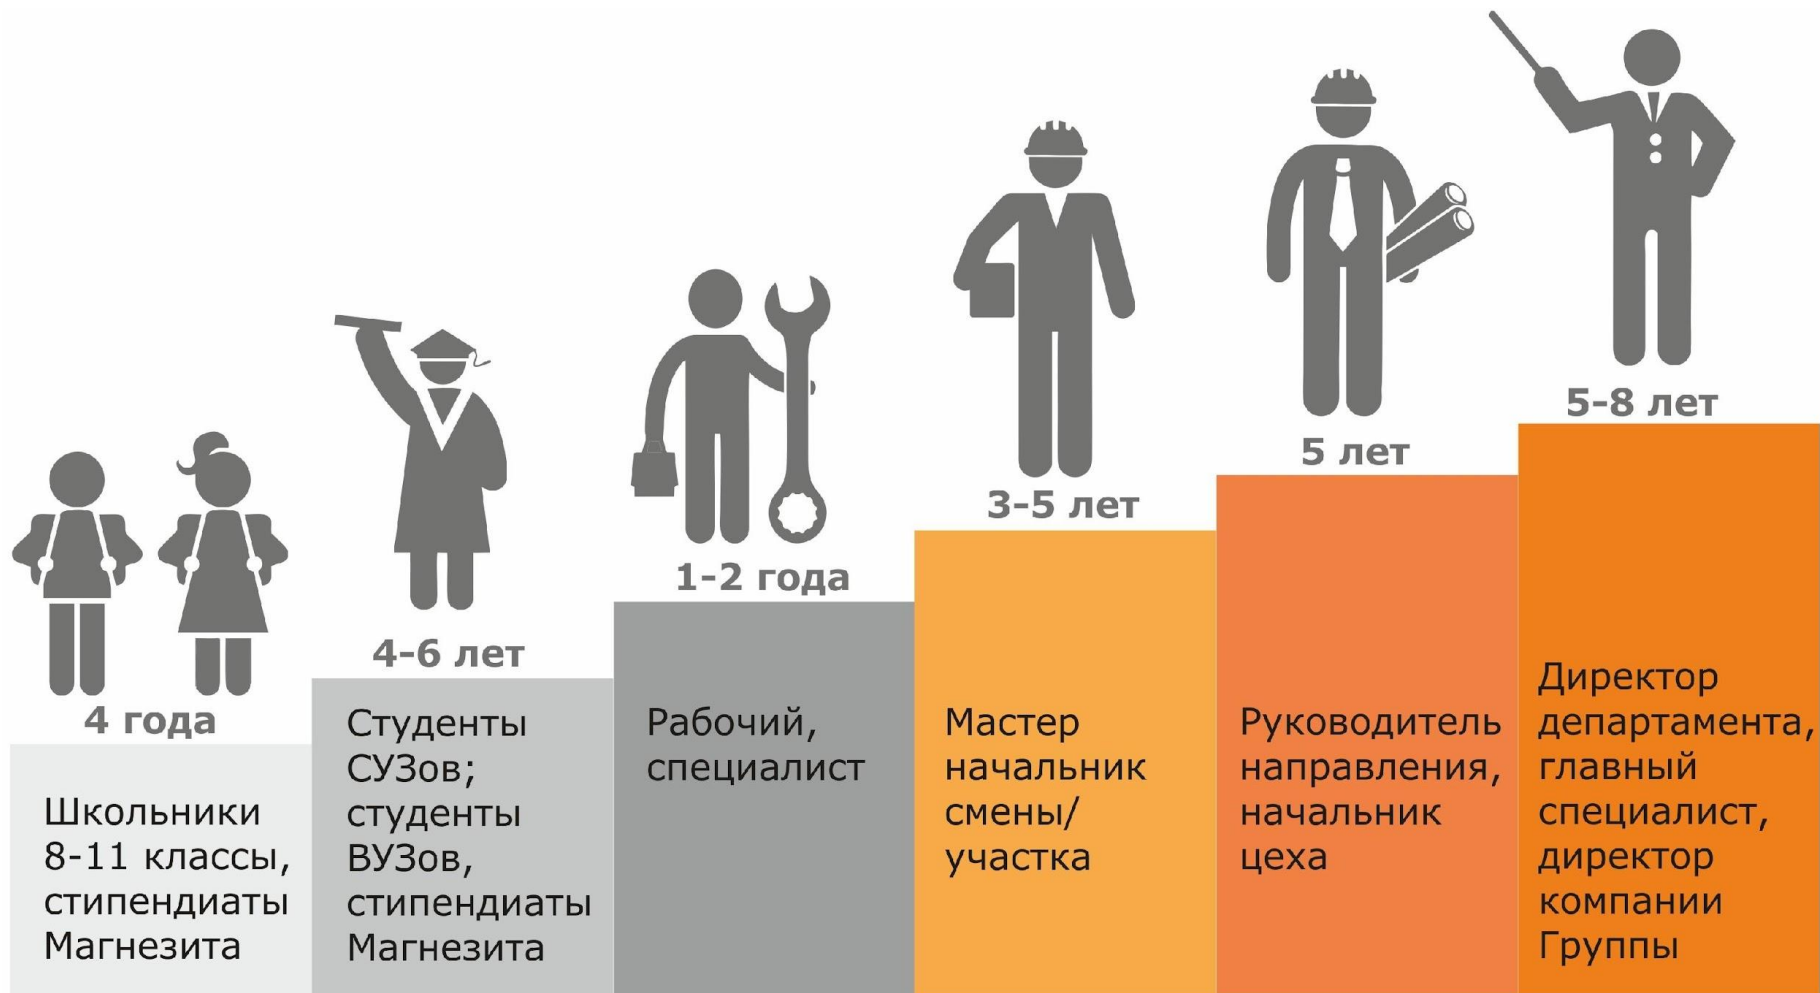 4 года
Школьники
8-11 классы,
стипендиаты
Магнезита
4-6 лет
Студенты
СУЗов;
студенты
ВУЗов,
стипендиаты
Магнезита
1-2 года
Рабочий,
специалист
3-5 лет
Мастер
начальник
смены/
участка
5 лет
Руководитель
направления,
начальник
цеха
5-8 лет
Директор
департамента,
главный
специалист,
директор
компании
Группы